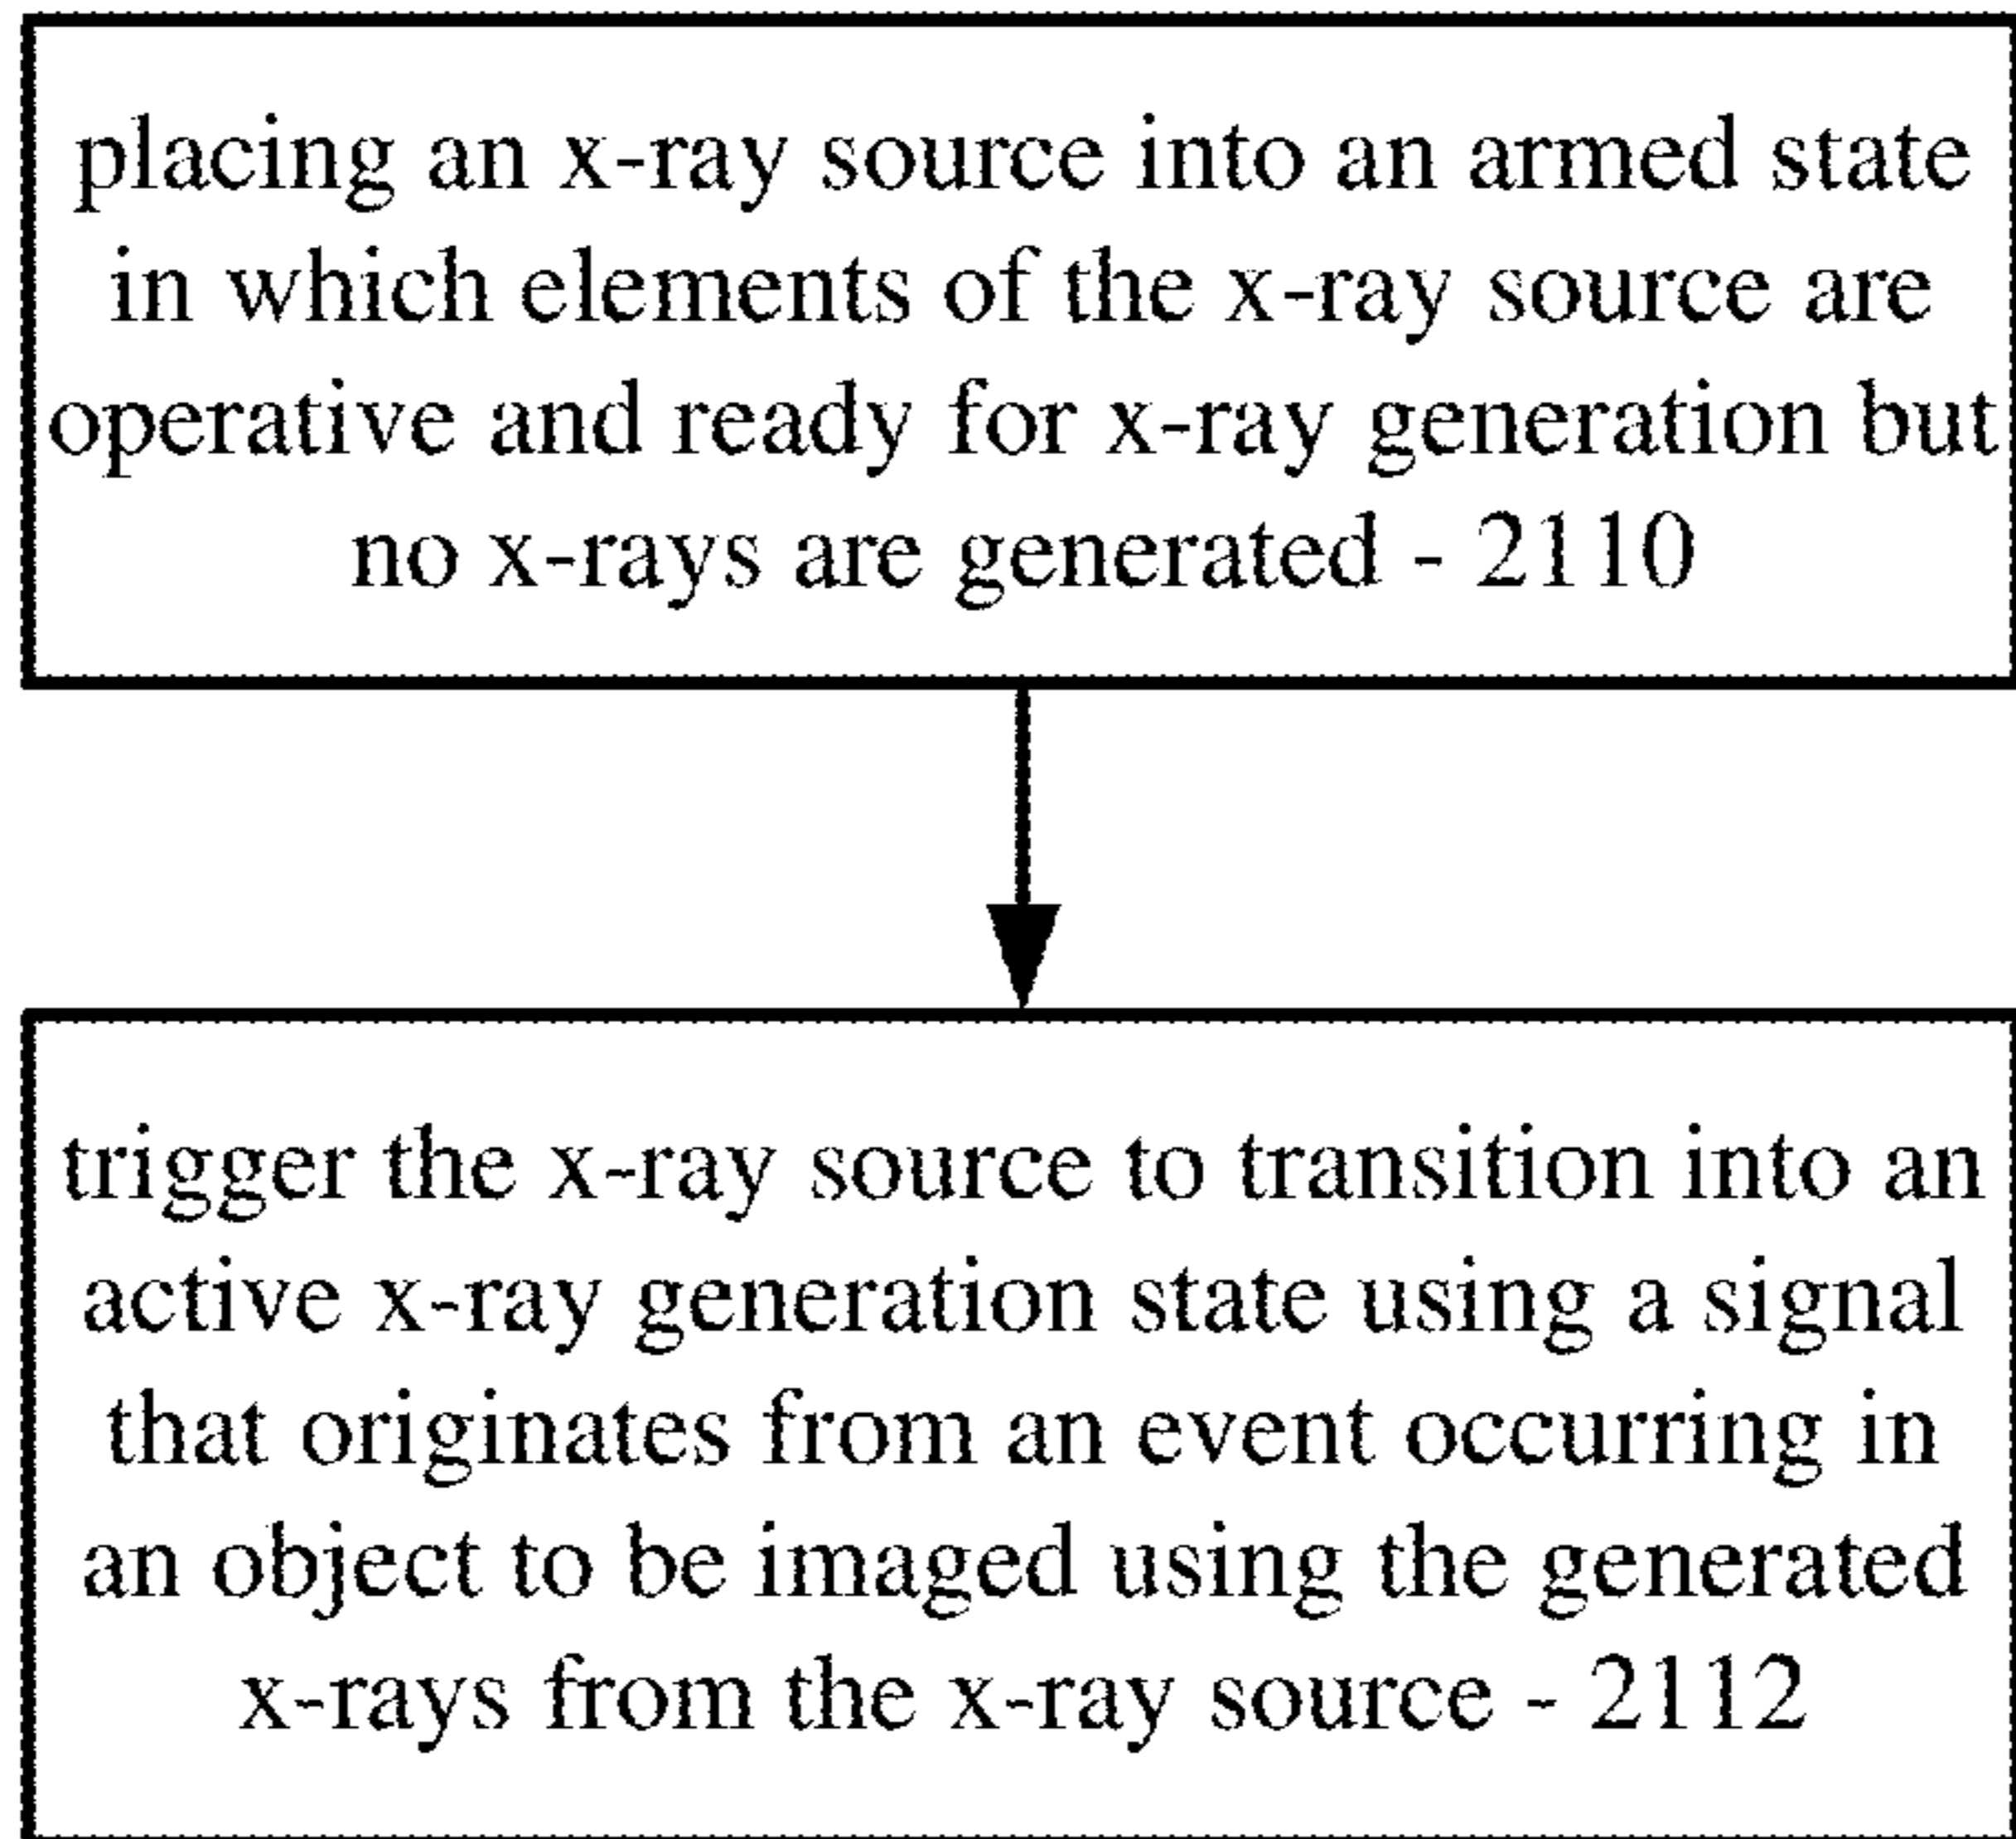 placing an x-ray source into an armed state
in which elements of the x-ray source are
operative and ready for x-ray generation but
no x-rays are generated - 2110
trigger the x-ray source to transition into an
active x-ray generation state using a signal
that originates from an event occurring in
an object to be imaged using the generated
x-rays from the x-ray source - 2112